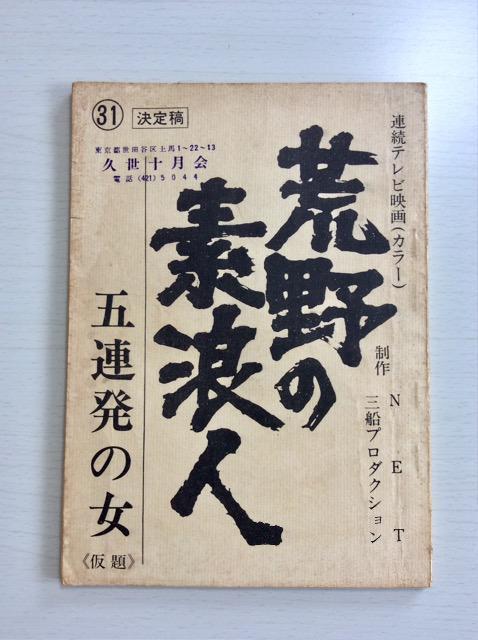 連続テレビ映画(カラー)
制作 NET
三船プロダクション
荒野の
素浪人
㉛ 決定稿
東京都世田谷区上馬1~22~13
久世十月会
電話(421)5044
五連発の女
《仮題》